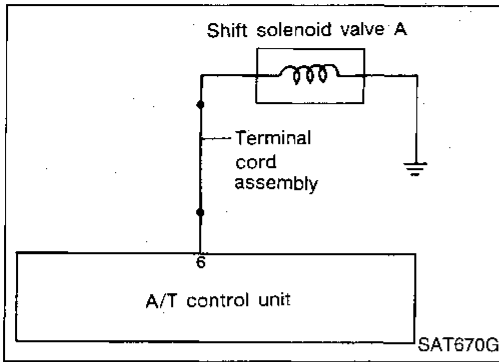 Shift solenoid valve A
Terminal
cord
assembly
6
A/T control unit
SAT670G